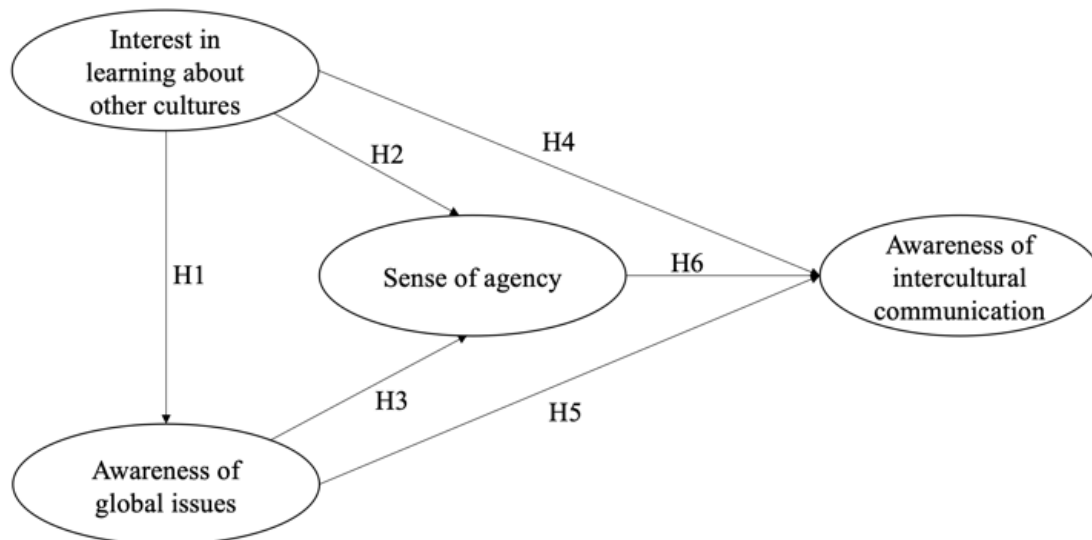 Interest in
learning about
other cultures
H4
H2
Sense of agency
H6
Awareness of
intercultural
communication
H1
H3
H5
Awareness of
global issues